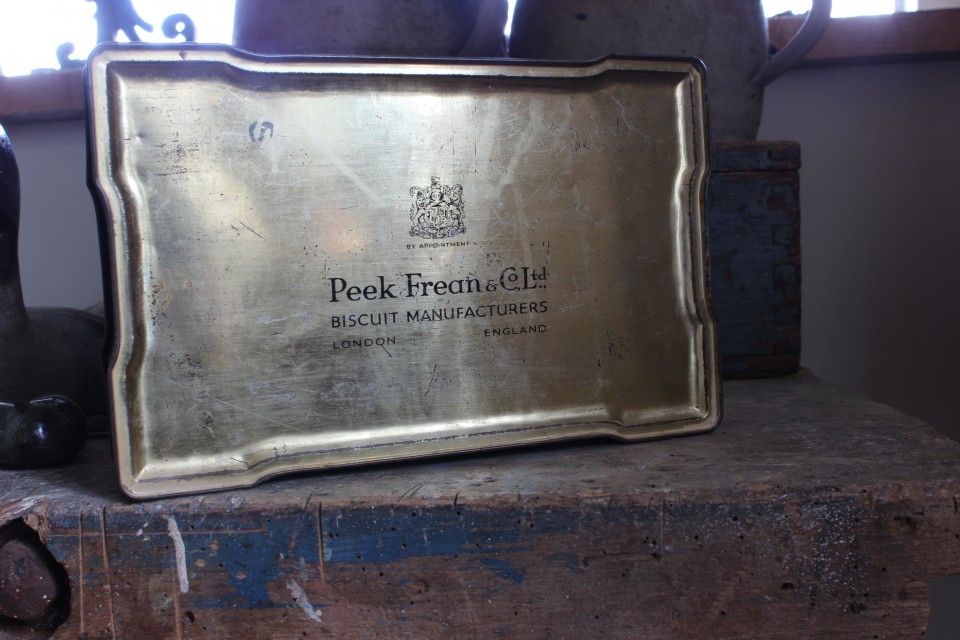 BY APPOINTMENT
Peek Frean & Co, Ltd.
BISCUIT MANUFACTURERS
LONDON ENGLAND